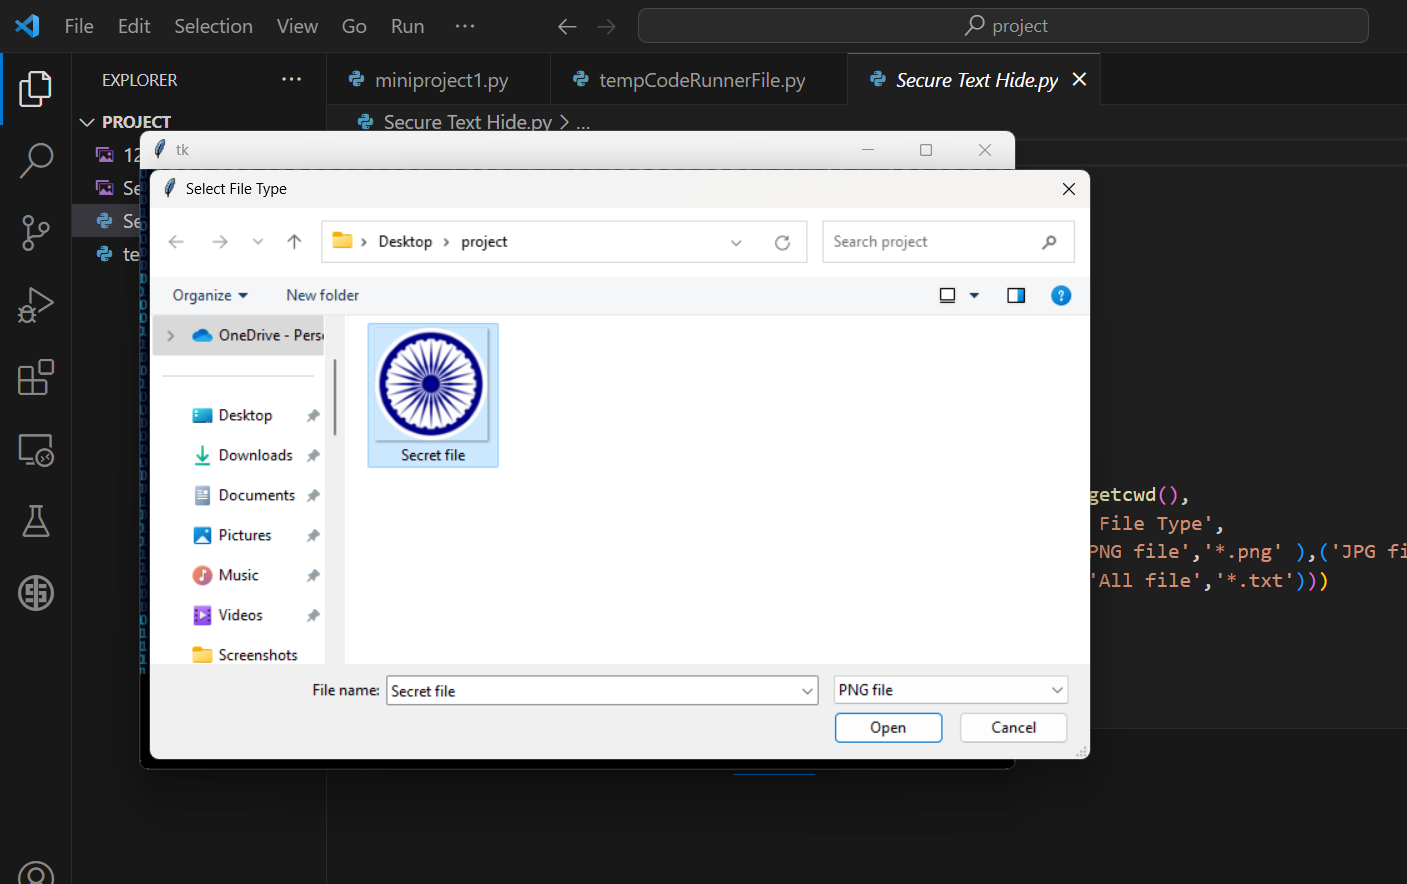 File Edit Selection View Go Run ... project
EXPLORER ...
miniproject1.py tempCodeRunnerFile.py Secure Text Hide.py
PROJECT
Secure Text Hide.py > ...
12
Se
Se
te
tk
Select File Type
Desktop > project
Search project
Organize New folder
OneDrive - Pers
Desktop
Downloads
Documents
Pictures
Music
Videos
Screenshots
Secret file
getcwd(),
File Type',
PNG file','*.png' ),('JPG fi
'All file','*.txt')))
File name: Secret file PNG file
Open Cancel